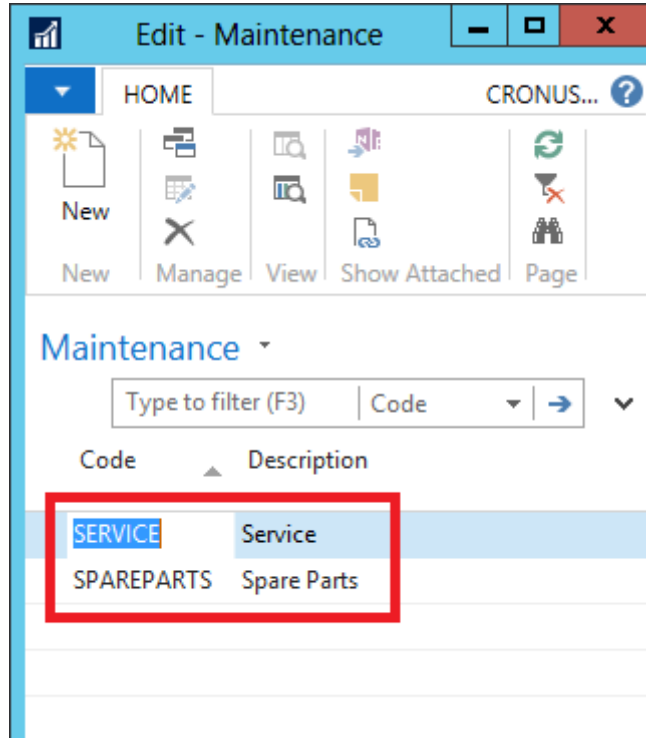 Edit - Maintenance
HOME CRONUS...
New
New Manage View Show Attached Page
Maintenance
Type to filter (F3) Code
Code Description
SERVICE Service
SPAREPARTS Spare Parts